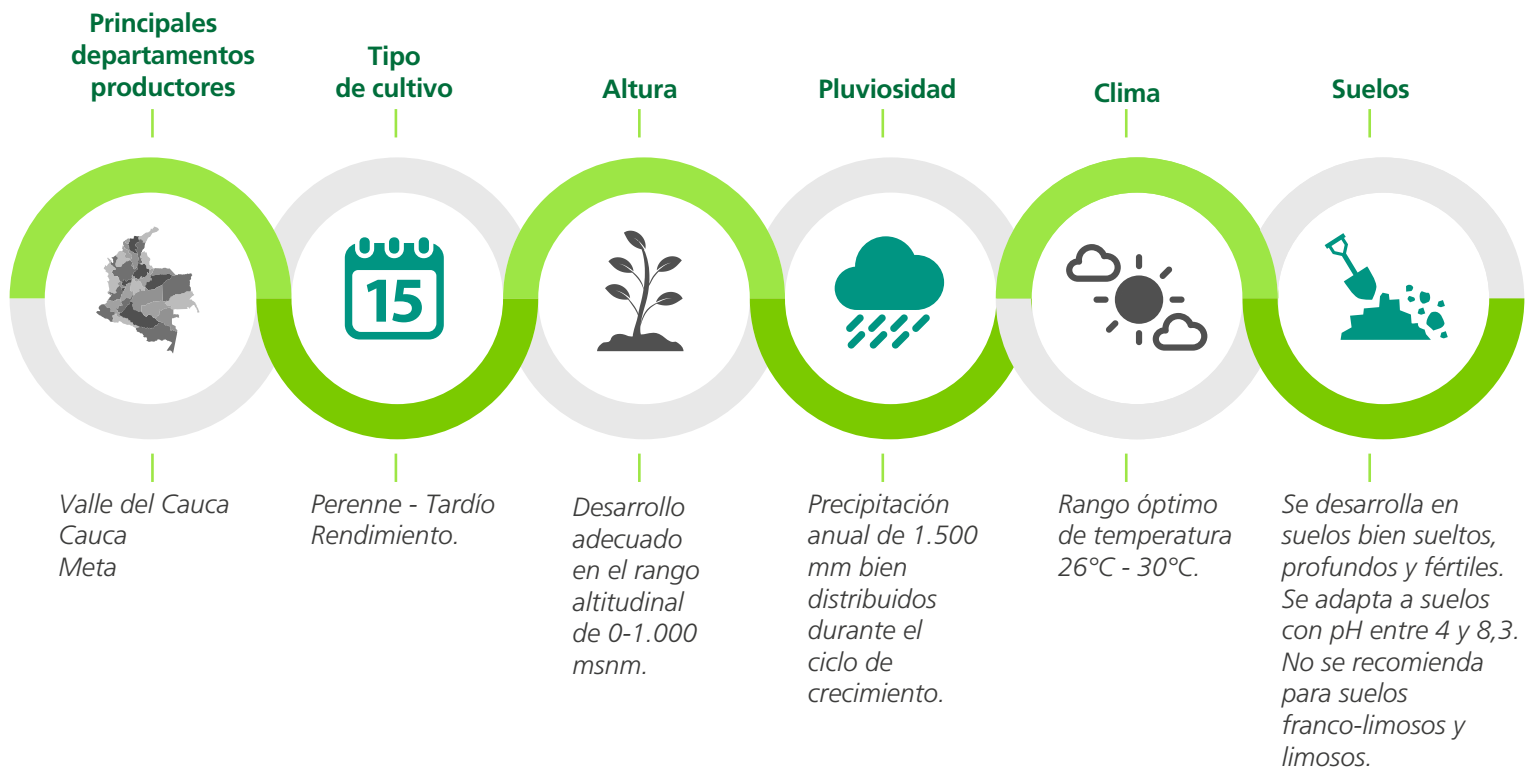 Principales
departamentos
productores
Tipo
de cultivo
Altura
Pluviosidad
Clima
Suelos
15
Valle del Cauca
Cauca
Meta
Perenne - Tardío
Rendimiento.
Desarrollo
adecuado
en el rango
altitudinal
de 0-1.000
msnm.
Precipitación
anual de 1.500
mm bien
distribuidos
durante el
ciclo de
crecimiento.
Rango óptimo
de temperatura
26°C - 30°C.
Se desarrolla en
suelos bien sueltos,
profundos y fértiles.
Se adapta a suelos
con pH entre 4 y 8,3.
No se recomienda
para suelos
franco-limosos y
limosos.